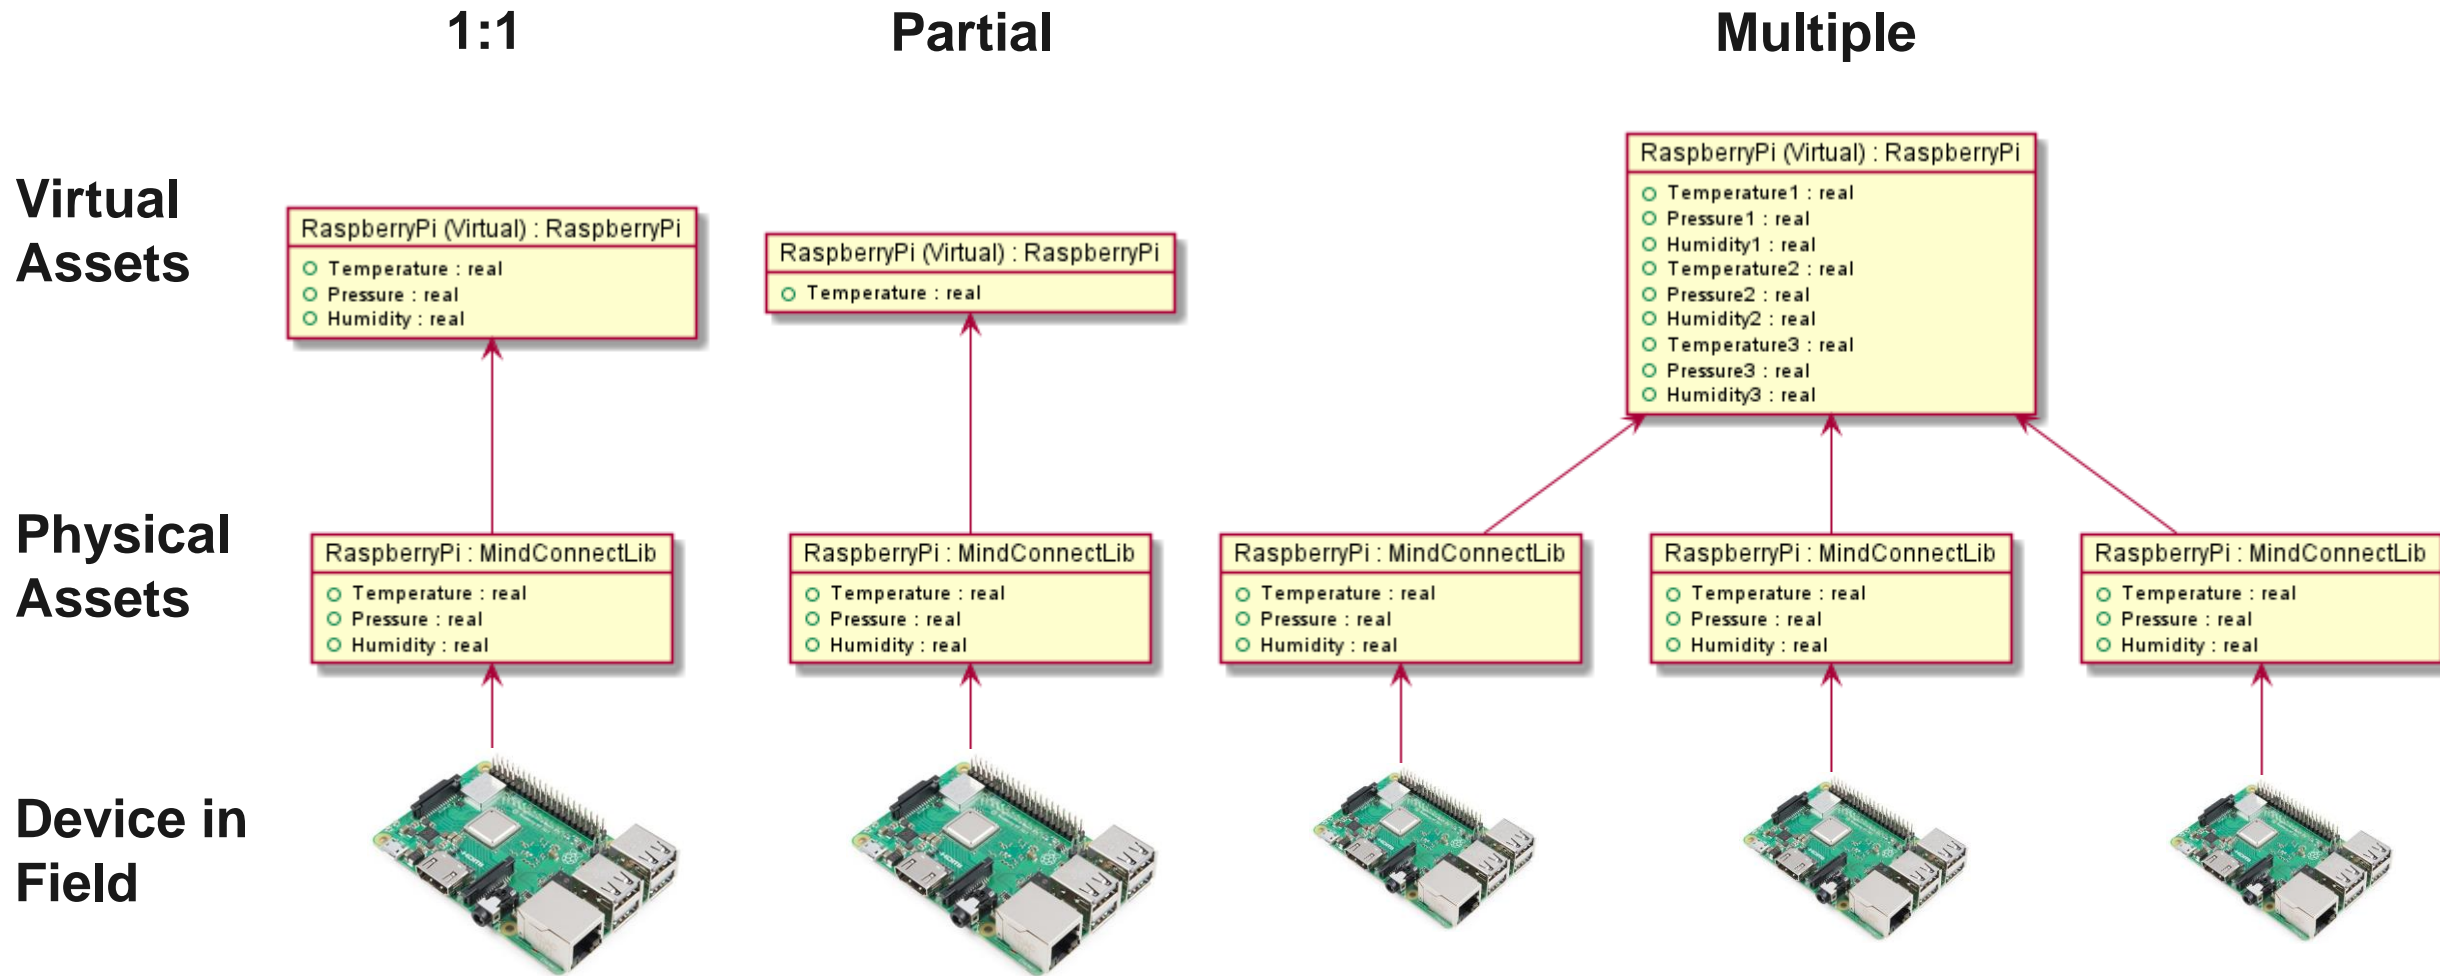 1:1
Partial
Multiple
Virtual
Assets
RaspberryPi (Virtual) : RaspberryPi
Temperature : real
Pressure : real
Humidity : real
RaspberryPi (Virtual) : RaspberryPi
Temperature : real
RaspberryPi (Virtual) : RaspberryPi
Temperature1 : real
Pressure1 : real
Humidity1 : real
Temperature2 : real
Pressure2 : real
Humidity2 : real
Temperature3 : real
Pressure3 : real
Humidity3 : real
Physical
Assets
RaspberryPi : MindConnectLib
Temperature : real
Pressure : real
Humidity : real
RaspberryPi : MindConnectLib
Temperature : real
Pressure : real
Humidity : real
RaspberryPi : MindConnectLib
Temperature : real
Pressure : real
Humidity : real
RaspberryPi : MindConnectLib
Temperature : real
Pressure : real
Humidity : real
RaspberryPi : MindConnectLib
Temperature : real
Pressure : real
Humidity : real
Device in
Field